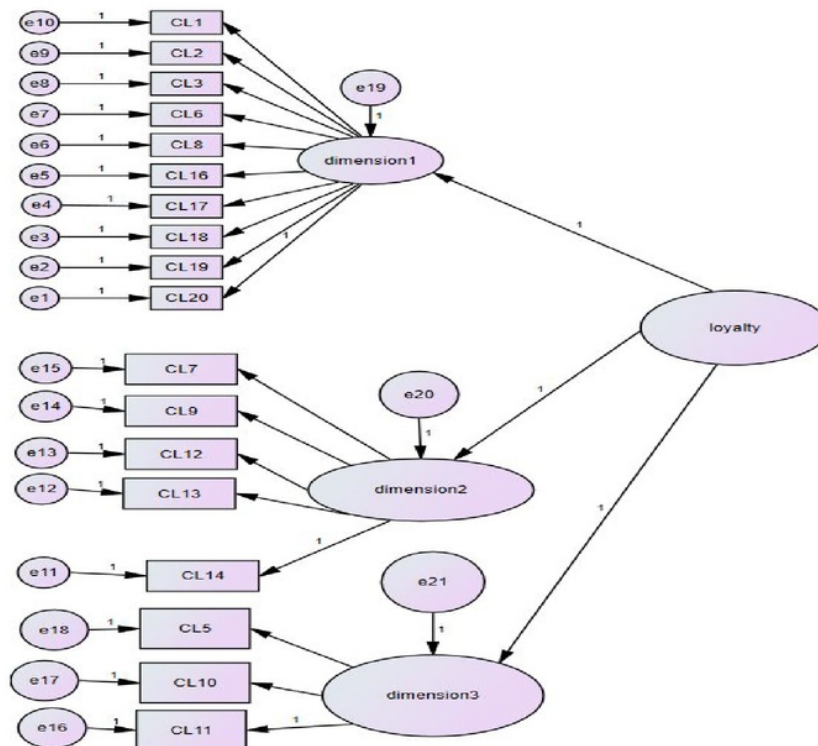 e10 1 CL1
e9 1 CL2
e8 1 CL3
e19
1
e7 1 CL6
e6 1 CL8
dimension1
e5 1 CL16
e4 1 CL17
1
e3 1 CL18
1
e2 1 CL19
e1 1 CL20
loyalty
e15 1 CL7
e20
1
e14 1 CL9
1
e13 1 CL12
e12 1 CL13
dimension2
1
1
e11 1 CL14
e21
e18 1 CL5
1
e17 1 CL10
dimension3
e16 1 CL11 1